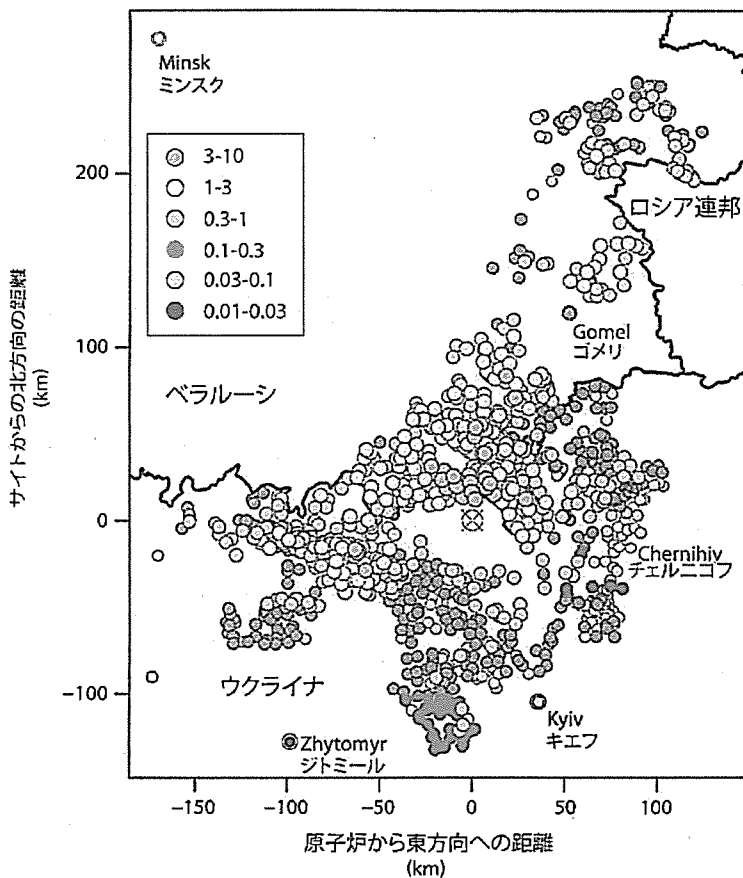 Minsk
ミンスク
3-10
1-3
0.3-1
0.1-0.3
0.03-0.1
0.01-0.03
ロシア連邦
Gomel
ゴメリ
ベラルーシ
Chernihiv
チェルニゴフ
ウクライナ
Kyiv
キエフ
Zhytomyr
ジトミール
サイトからの北方向の距離
(km)
200
100
0
−100
−150
−100
−50
0
50
100
原子炉から東方向への距離
(km)